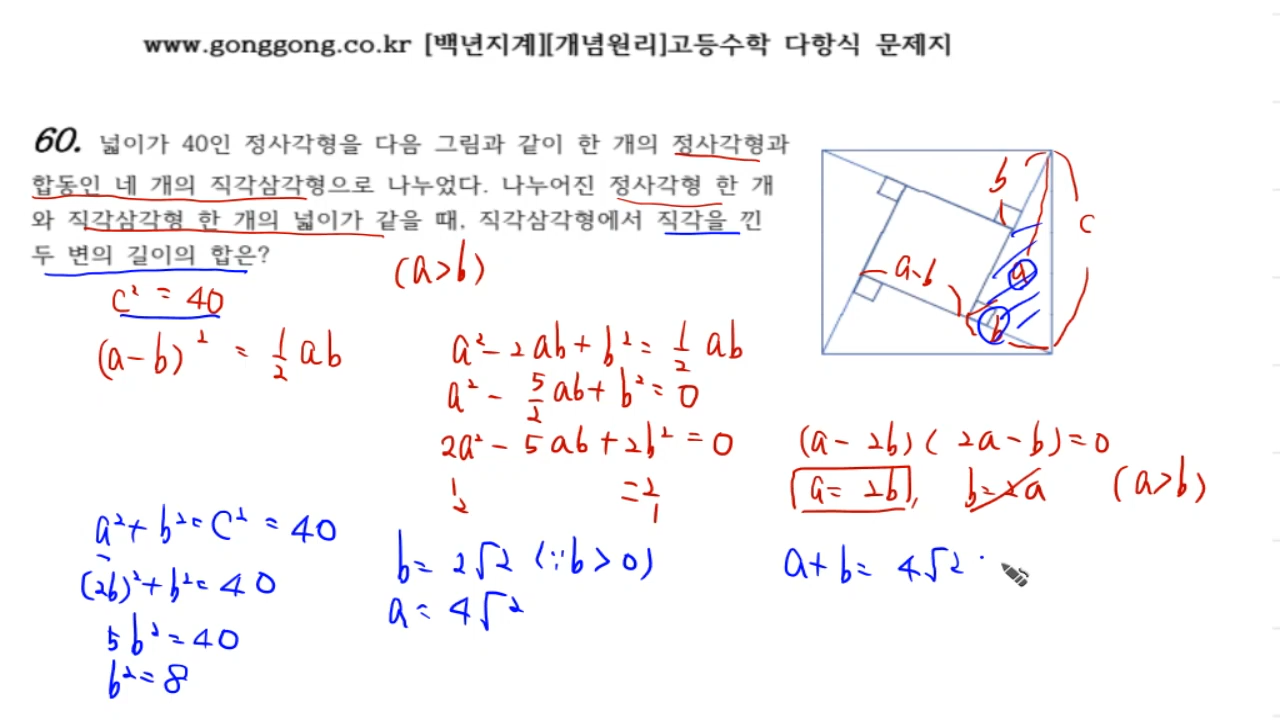 www.gonggong.co.kr [백년지계][개념원리]고등수학 다항식 문제지
60. 넓이가 40인 정사각형을 다음 그림과 같이 한 개의 정사각형과
합동인 네 개의 직각삼각형으로 나누었다. 나누어진 정사각형 한 개
와 직각삼각형 한 개의 넓이가 같을 때, 직각삼각형에서 직각을 낀
두 변의 길이의 합은?
b
c
a
a-b
b
(a>b)
c² = 40
(a-b)² = 1/2 ab
a² - 2ab + b² = 1/2 ab
a² - 5/2 ab + b² = 0
2a² - 5ab + 2b² = 0
1 = 2
2 1
(a - 2b)(2a - b) = 0
a = 2b, b = 2a (a>b)
a² + b² = c² = 40
(2b)² + b² = 40
5b² = 40
b² = 8
b = 2√2 (∵ b > 0)
a = 4√2
a + b = 4√2